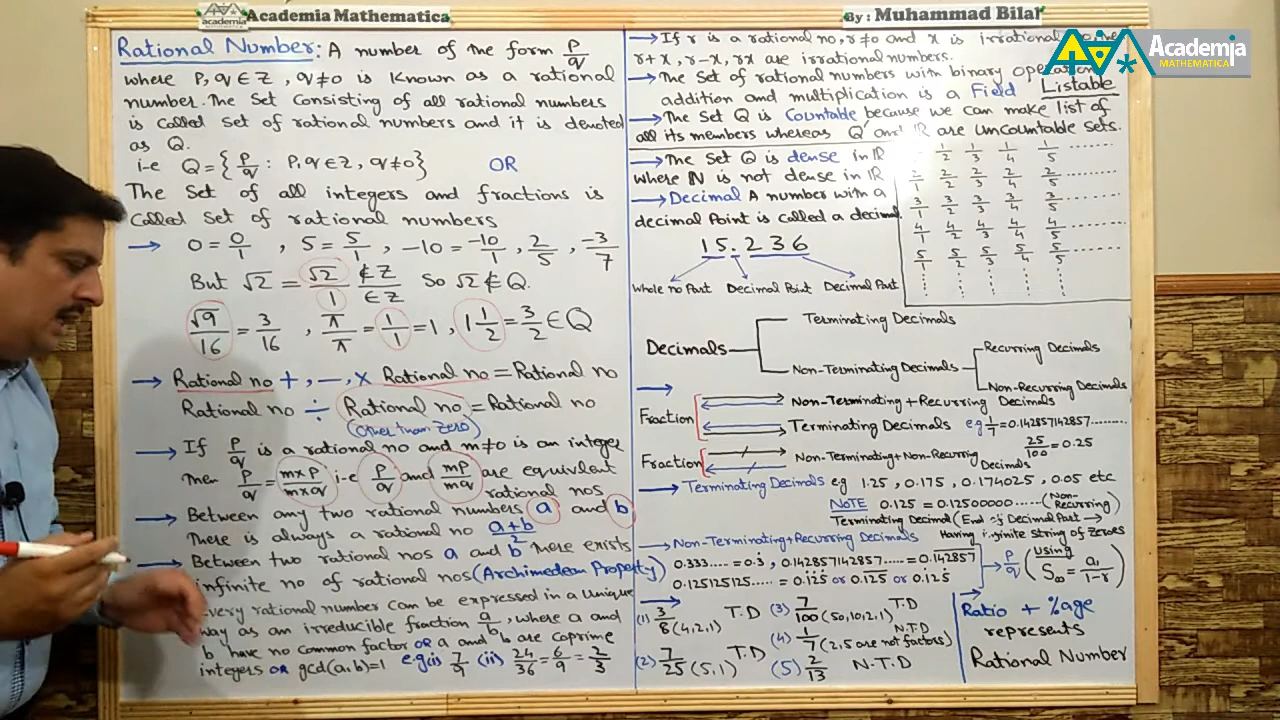 academia
MATHEMATICA
Academia Mathematica
By : Muhammad Bilal
Academia
MATHEMATICA
Rational Number: A number of the form p/q
where p, q ∈ Z , q ≠ 0 is known as a rational
number. The Set Consisting of all rational numbers
is called set of rational numbers and it is denoted
as Q.
i-e Q = { p/q : p, q ∈ Z, q ≠ 0 } OR
The Set of all integers and fractions is
Called Set of rational numbers
→ 0 = 0/1 , 5 = 5/1 , -10 = -10/1 , 2/5 , -3/7
But √2 = √2/1 ∉ Z ∈ Z So √2 ∉ Q.
√9/16 = 3/16 , π/π = 1/1 = 1 , 1 1/2 = 3/2 ∈ Q
→ Rational no +, −, × Rational no = Rational no
Rational no ÷ Rational no = Rational no
(other than zero)
→ If p/q is a rational no and m ≠ 0 is an integer
Then p/q = m×p/m×q i-e p/q and mp/mq are equivalent
rational nos
→ Between any two rational numbers a and b
There is always a rational no a+b/2
→ Between two rational nos a and b there exists
infinite no of rational nos (Archimedean Property)
every rational number can be expressed in a unique
way as an irreducible fraction a/b, where a and
b have no common factor OR a and b are coprime
integers OR gcd(a,b)=1 e.g (i) 7/9 (ii) 24/36 = 6/9 = 2/3
→ If r is a rational no, r ≠ 0 and x is irrational
r+x, r−x, rx are irrational numbers.
→ The Set of rational numbers with binary operation
addition and multiplication is a Field Listable
→ The Set Q is Countable because we can make list of
all its members whereas Q′ and IR are uncountable sets.
→ The Set Q is dense in IR
where N is not dense in IR
→ Decimal A number with a
decimal Point is called a decimal.
15.236
Whole no Part Decimal Point Decimal Part
1/2 1/3 1/4 1/5 ........
2/1 2/2 2/3 2/4 2/5 ........
3/1 3/2 3/3 3/4 3/5 ........
4/1 4/2 4/3 4/4 4/5 ........
5/1 5/2 5/3 5/4 5/5 ........
Decimals
Terminating Decimals
Non-Terminating Decimals
Recurring Decimals
Non-Recurring Decimals
→
Fraction
Non-Terminating + Recurring Decimals
Terminating Decimals e.g 1/7 = 0.142857142857.........
25/100 = 0.25
Fraction Non-Terminating + Non-Recurring
Decimals
→ Terminating Decimals e.g 1.25 , 0.175 , 0.174025 , 0.05 etc
NOTE 0.125 = 0.12500000...... (Non-Recurring)
Terminating Decimal (End of Decimal Part →
Having infinite string of zeroes
→ Non-Terminating + Recurring Decimals
0.333.... = 0.3̇ , 0.142857142857..... = 0.142857
0.125125125..... = 0.1̇25̇ or 0.125 or 0.125
→ p/q (Using S∞ = a₁/1−r)
→
(1) 3/8 (4,2,1) T.D
(2) 7/25 (5,1) T.D
(3) 7/100 (50,10,2,1) T.D
(4) 1/7 (2,5 are not factors) N.T.D
(5) 2/13 N.T.D
Ratio + %age
represents
→ Rational Number